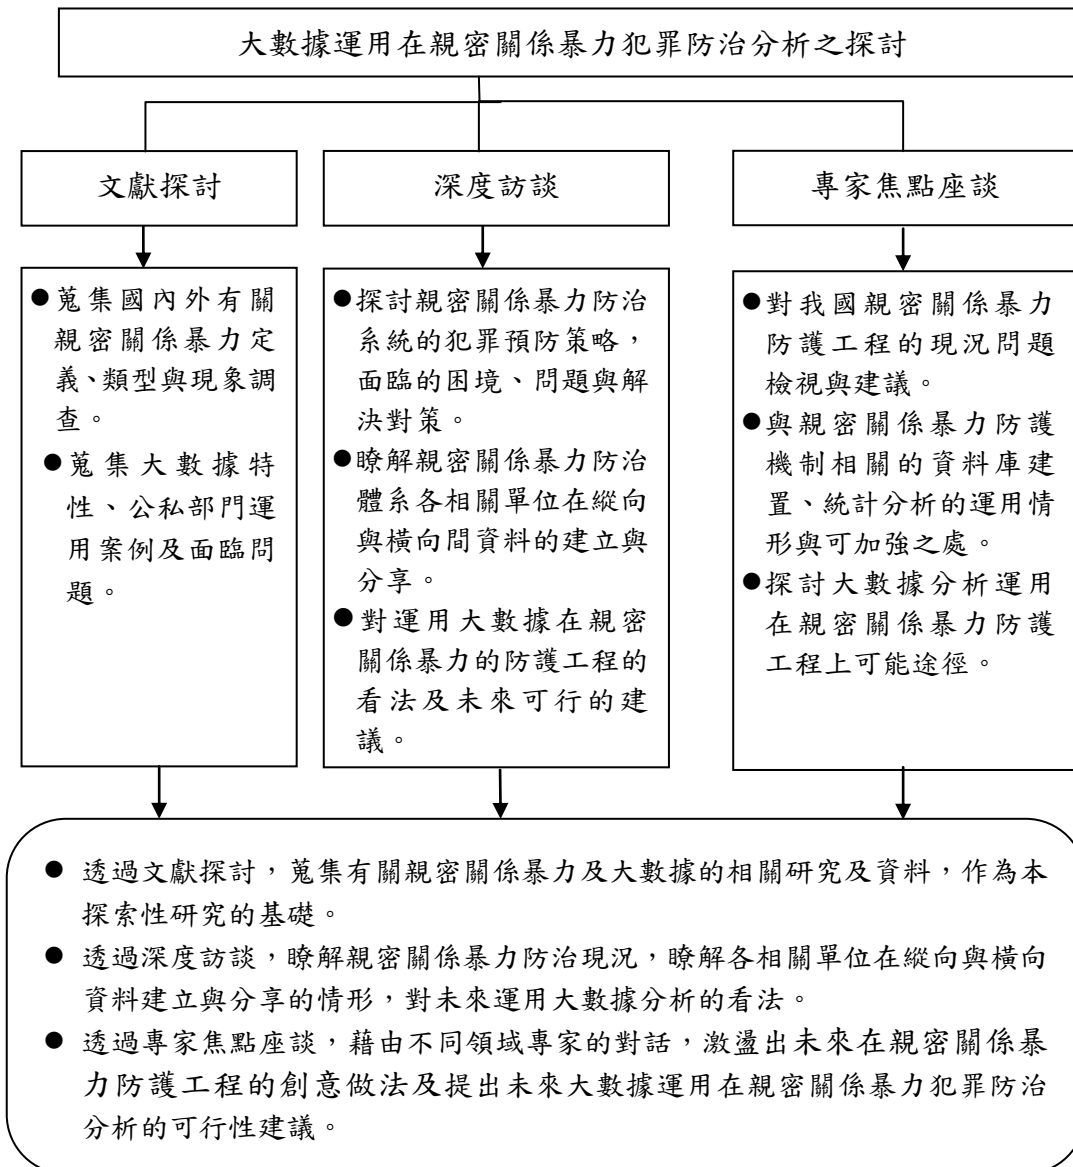 大數據運用在親密關係暴力犯罪防治分析之探討
文獻探討
深度訪談
專家焦點座談
●蒐集國內外有關
親密關係暴力定
義、類型與現象調
查。
●蒐集大數據特
性、公私部門運
用案例及面臨問
題。
●探討親密關係暴力防治
系統的犯罪預防策略，
面臨的困境、問題與解
決對策。
●瞭解親密關係暴力防治
體系各相關單位在縱向
與橫向間資料的建立與
分享。
●對運用大數據在親密
關係暴力的防護工程的
看法及未來可行的建
議。
●對我國親密關係暴力
防護工程的現況問題
檢視與建議。
●與親密關係暴力防護
機制相關的資料庫建
置、統計分析的運用情
形與可加強之處。
●探討大數據分析運用
在親密關係暴力防護
工程上可能途徑。
● 透過文獻探討，蒐集有關親密關係暴力及大數據的相關研究及資料，作為本
探索性研究的基礎。
● 透過深度訪談，瞭解親密關係暴力防治現況，瞭解各相關單位在縱向與橫向
資料建立與分享的情形，對未來運用大數據分析的看法。
● 透過專家焦點座談，藉由不同領域專家的對話，激盪出未來在親密關係暴
力防護工程的創意做法及提出未來大數據運用在親密關係暴力犯罪防治
分析的可行性建議。